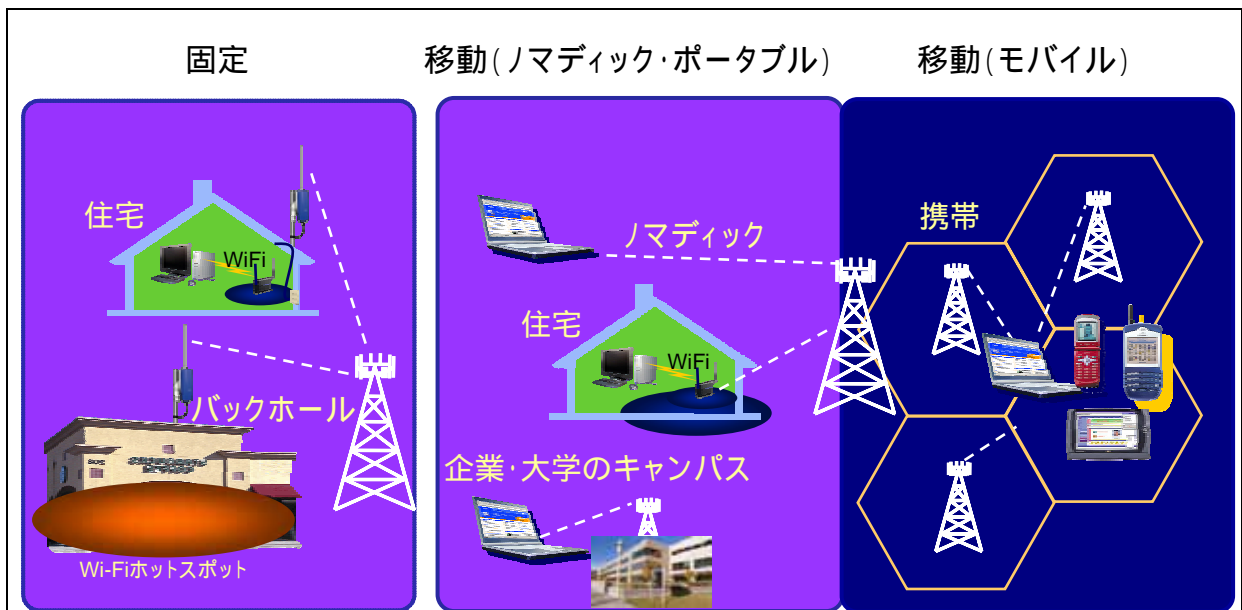 固定
移動(ノマディック・ポータブル)
移動(モバイル)
住宅
WiFi
バックホール
Wi-Fiホットスポット
ノマディック
住宅
WiFi
企業・大学のキャンパス
携帯